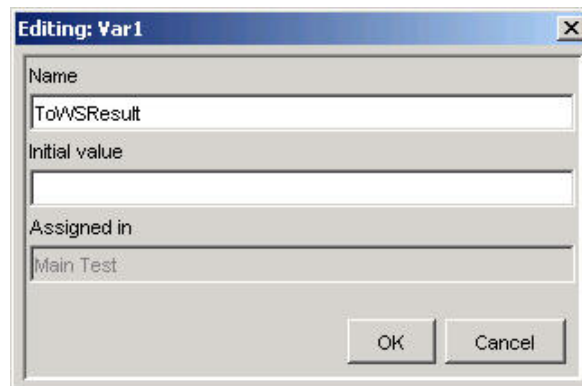 Editing: Var1
Name
ToWSResult
Initial value
Assigned in
Main Test
OK Cancel